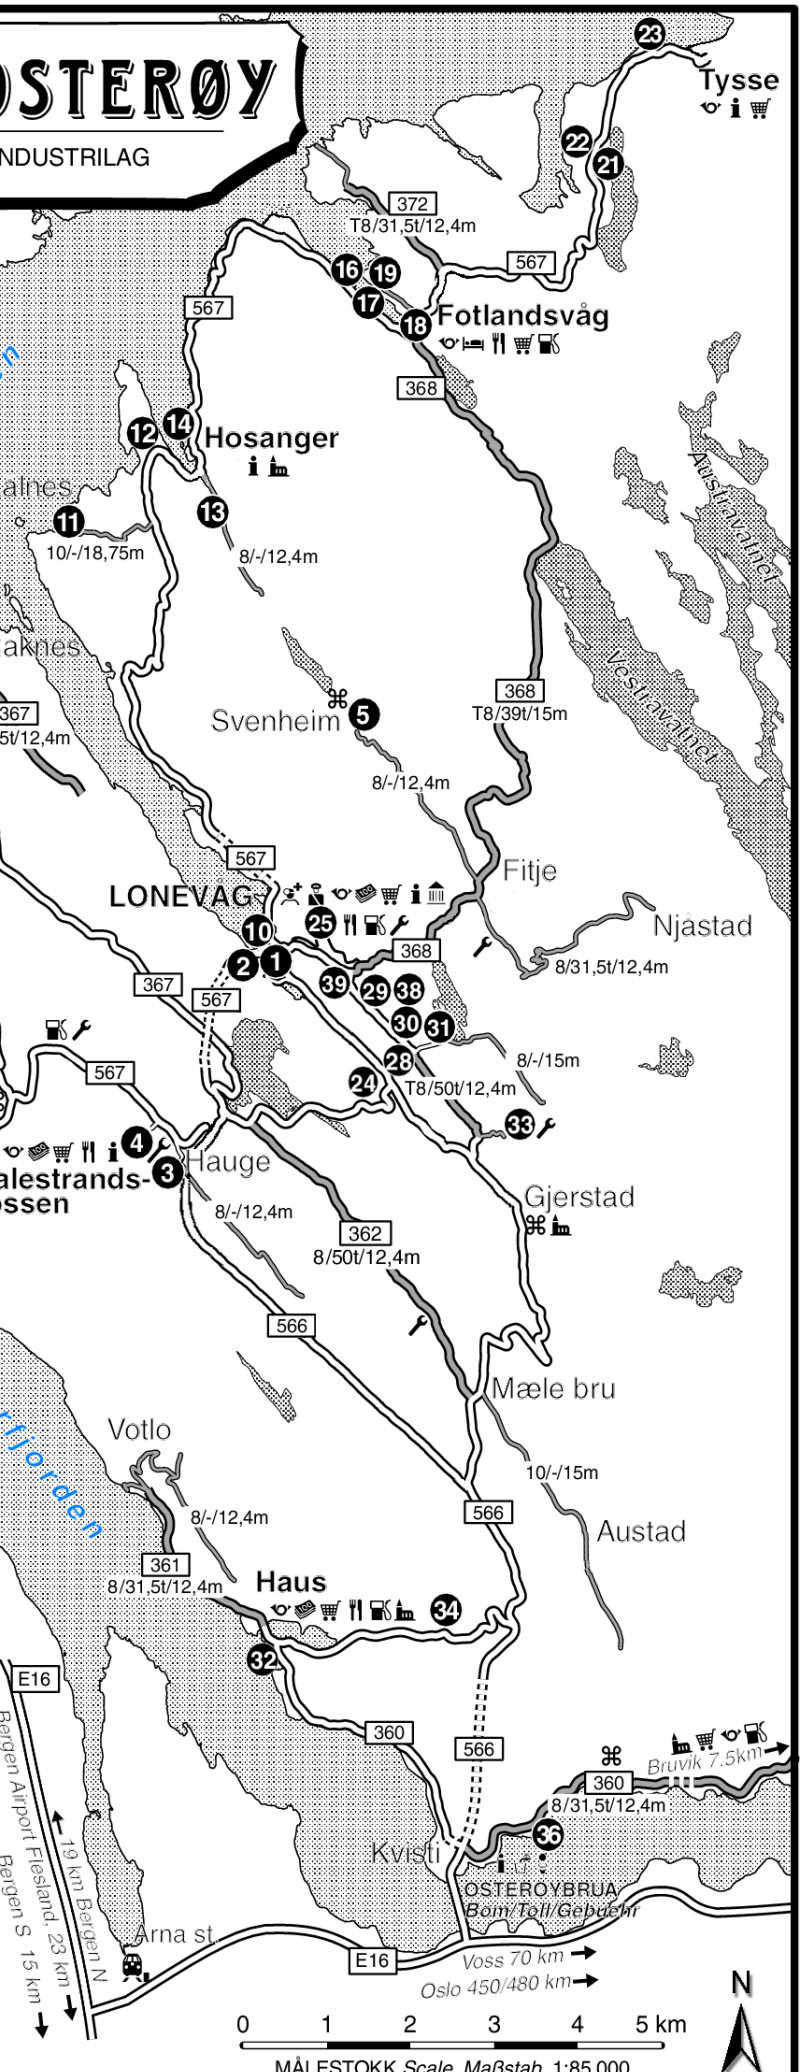 OSTERØY
NDUSTRILAG
23
Tysse
22
21
372
T8/31,5t/12,4m
567
16
19
17
18
Fotlandsvåg
567
368
12
14
Hosanger
alnes
11
13
10/-/18,75m
8/-/12,4m
Austravatnet
aknes
Vestravatnet
367
5t/12,4m
368
T8/39t/15m
Svenheim
5
8/-/12,4m
567
Fitje
LONEVÅG
Njåstad
10
25
2
1
368
8/31,5t/12,4m
39
29
38
367
567
30
31
28
8/-/15m
567
24
T8/50t/12,4m
33
4
3
Hauge
alestrands-
ossen
Gjerstad
8/-/12,4m
362
8/50t/12,4m
566
Mæle bru
rfjorden
Votlo
10/-/15m
566
8/-/12,4m
Austad
361
8/31,5t/12,4m
Haus
34
32
E16
360
566
Bruvik 7.5km
360
8/31,5t/12,4m
36
Kvisti
OSTERØYBRUA
Bom/Toll/Gebuehr
Bergen Airport Flesland. 23 km
19 km Bergen N
Bergen S 15 km
Arna st.
E16
Voss 70 km
Oslo 450/480 km
N
0 1 2 3 4 5 km
MÅLESTOKK Scale, Maßstab 1:85 000